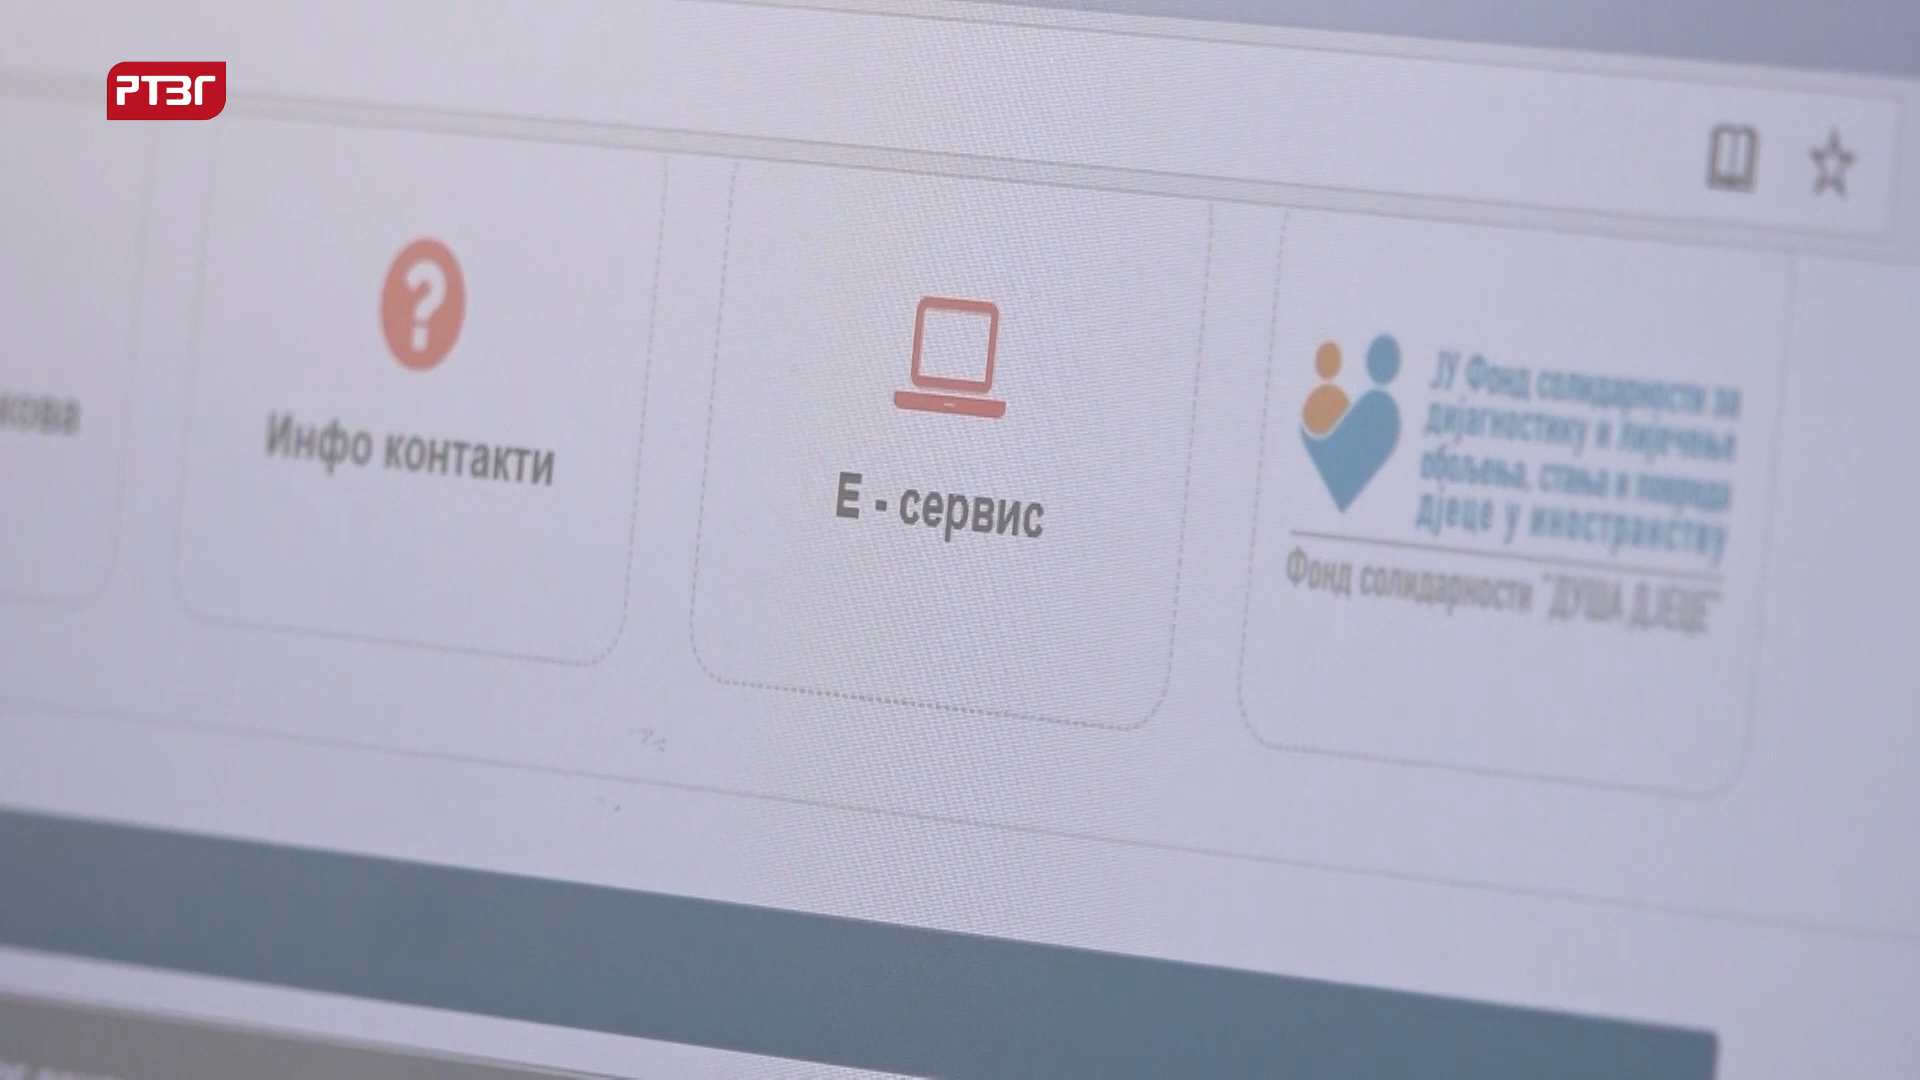 РТВГ
кова
Инфо контакти
Е - сервис
ЈУ Фонд солидарности за
дијагностику и лијечење
обољења, стања и повреда
дјеце у иностранству
Фонд солидарности "ДУША ДЈЕЦЕ"